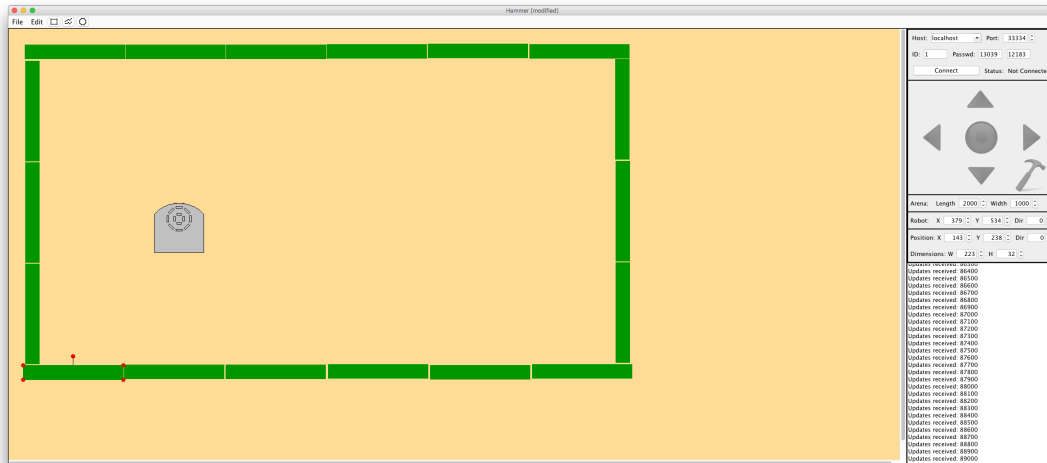 Hammer [modified]
File Edit
Host: localhost Port: 33334
ID: 1 Passwd: 13039 12183
Connect Status: Not Connecte
Arena: Length 2000 Width 1000
Robot: X 379 Y 534 Dir 0
Position: X 143 Y 238 Dir 0
Dimensions: W 223 H 32
Updates received: 86300
Updates received: 86400
Updates received: 86500
Updates received: 86600
Updates received: 86700
Updates received: 86800
Updates received: 86900
Updates received: 87000
Updates received: 87100
Updates received: 87200
Updates received: 87300
Updates received: 87400
Updates received: 87500
Updates received: 87600
Updates received: 87700
Updates received: 87800
Updates received: 87900
Updates received: 88000
Updates received: 88100
Updates received: 88200
Updates received: 88300
Updates received: 88400
Updates received: 88500
Updates received: 88600
Updates received: 88700
Updates received: 88800
Updates received: 88900
Updates received: 89000